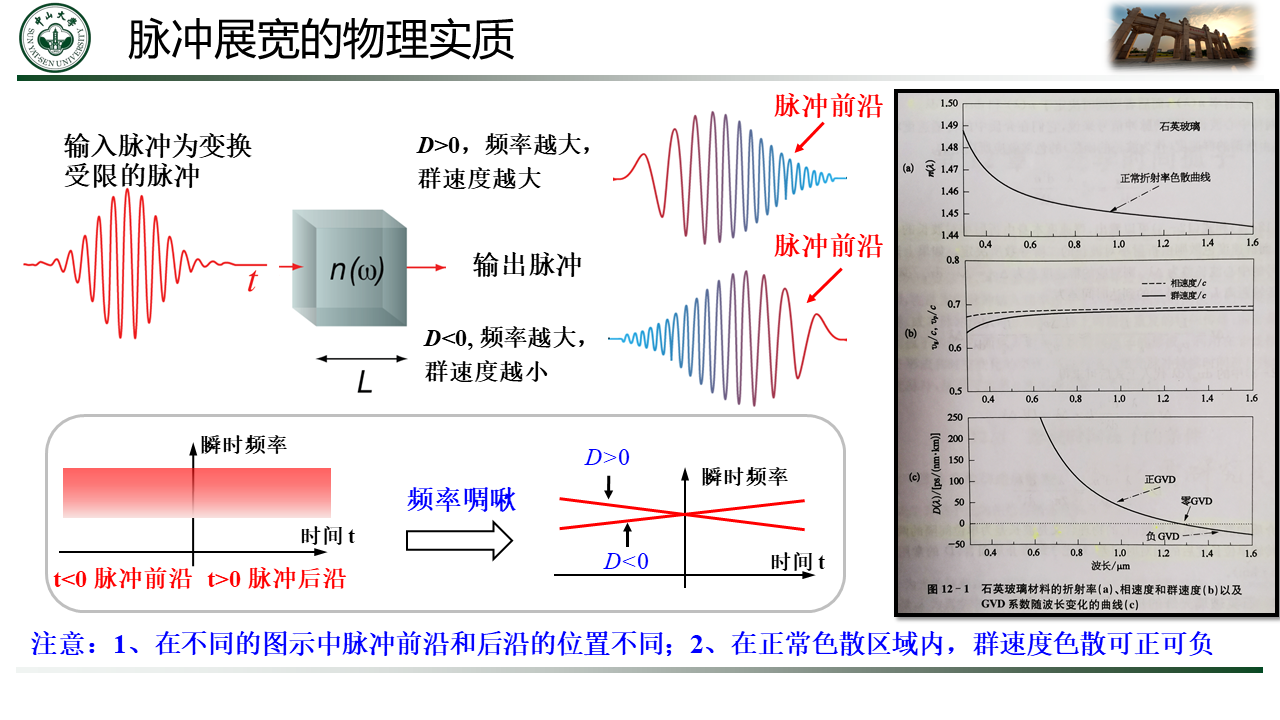 中山大学
SUN YAT-SEN UNIVERSITY
脉冲展宽的物理实质
输入脉冲为变换
受限的脉冲
t
n(ω)
L
D>0，频率越大，
群速度越大
脉冲前沿
输出脉冲
脉冲前沿
D<0, 频率越大，
群速度越小
瞬时频率
时间 t
t<0 脉冲前沿 t>0 脉冲后沿
频率啁啾
D>0
瞬时频率
D<0
时间 t
1.50
1.49
1.48
1.47
1.46
1.45
1.44
(a)
n(λ)
石英玻璃
正常折射率色散曲线
0.4 0.6 0.8 1.0 1.2 1.4 1.6
0.8
0.7
0.6
0.5
(b)
相速度/c
群速度/c
0.4 0.6 0.8 1.0 1.2 1.4 1.6
250
200
150
100
50
0
−50
(c)
D(λ)/[ps/(nm·km)]
正GVD
零GVD
负GVD
0.4 0.6 0.8 1.0 1.2 1.4 1.6
波长/μm
图 12-1 石英玻璃材料的折射率(a)、相速度和群速度(b)以及
GVD 系数随波长变化的曲线(c)
注意：1、在不同的图示中脉冲前沿和后沿的位置不同；2、在正常色散区域内，群速度色散可正可负